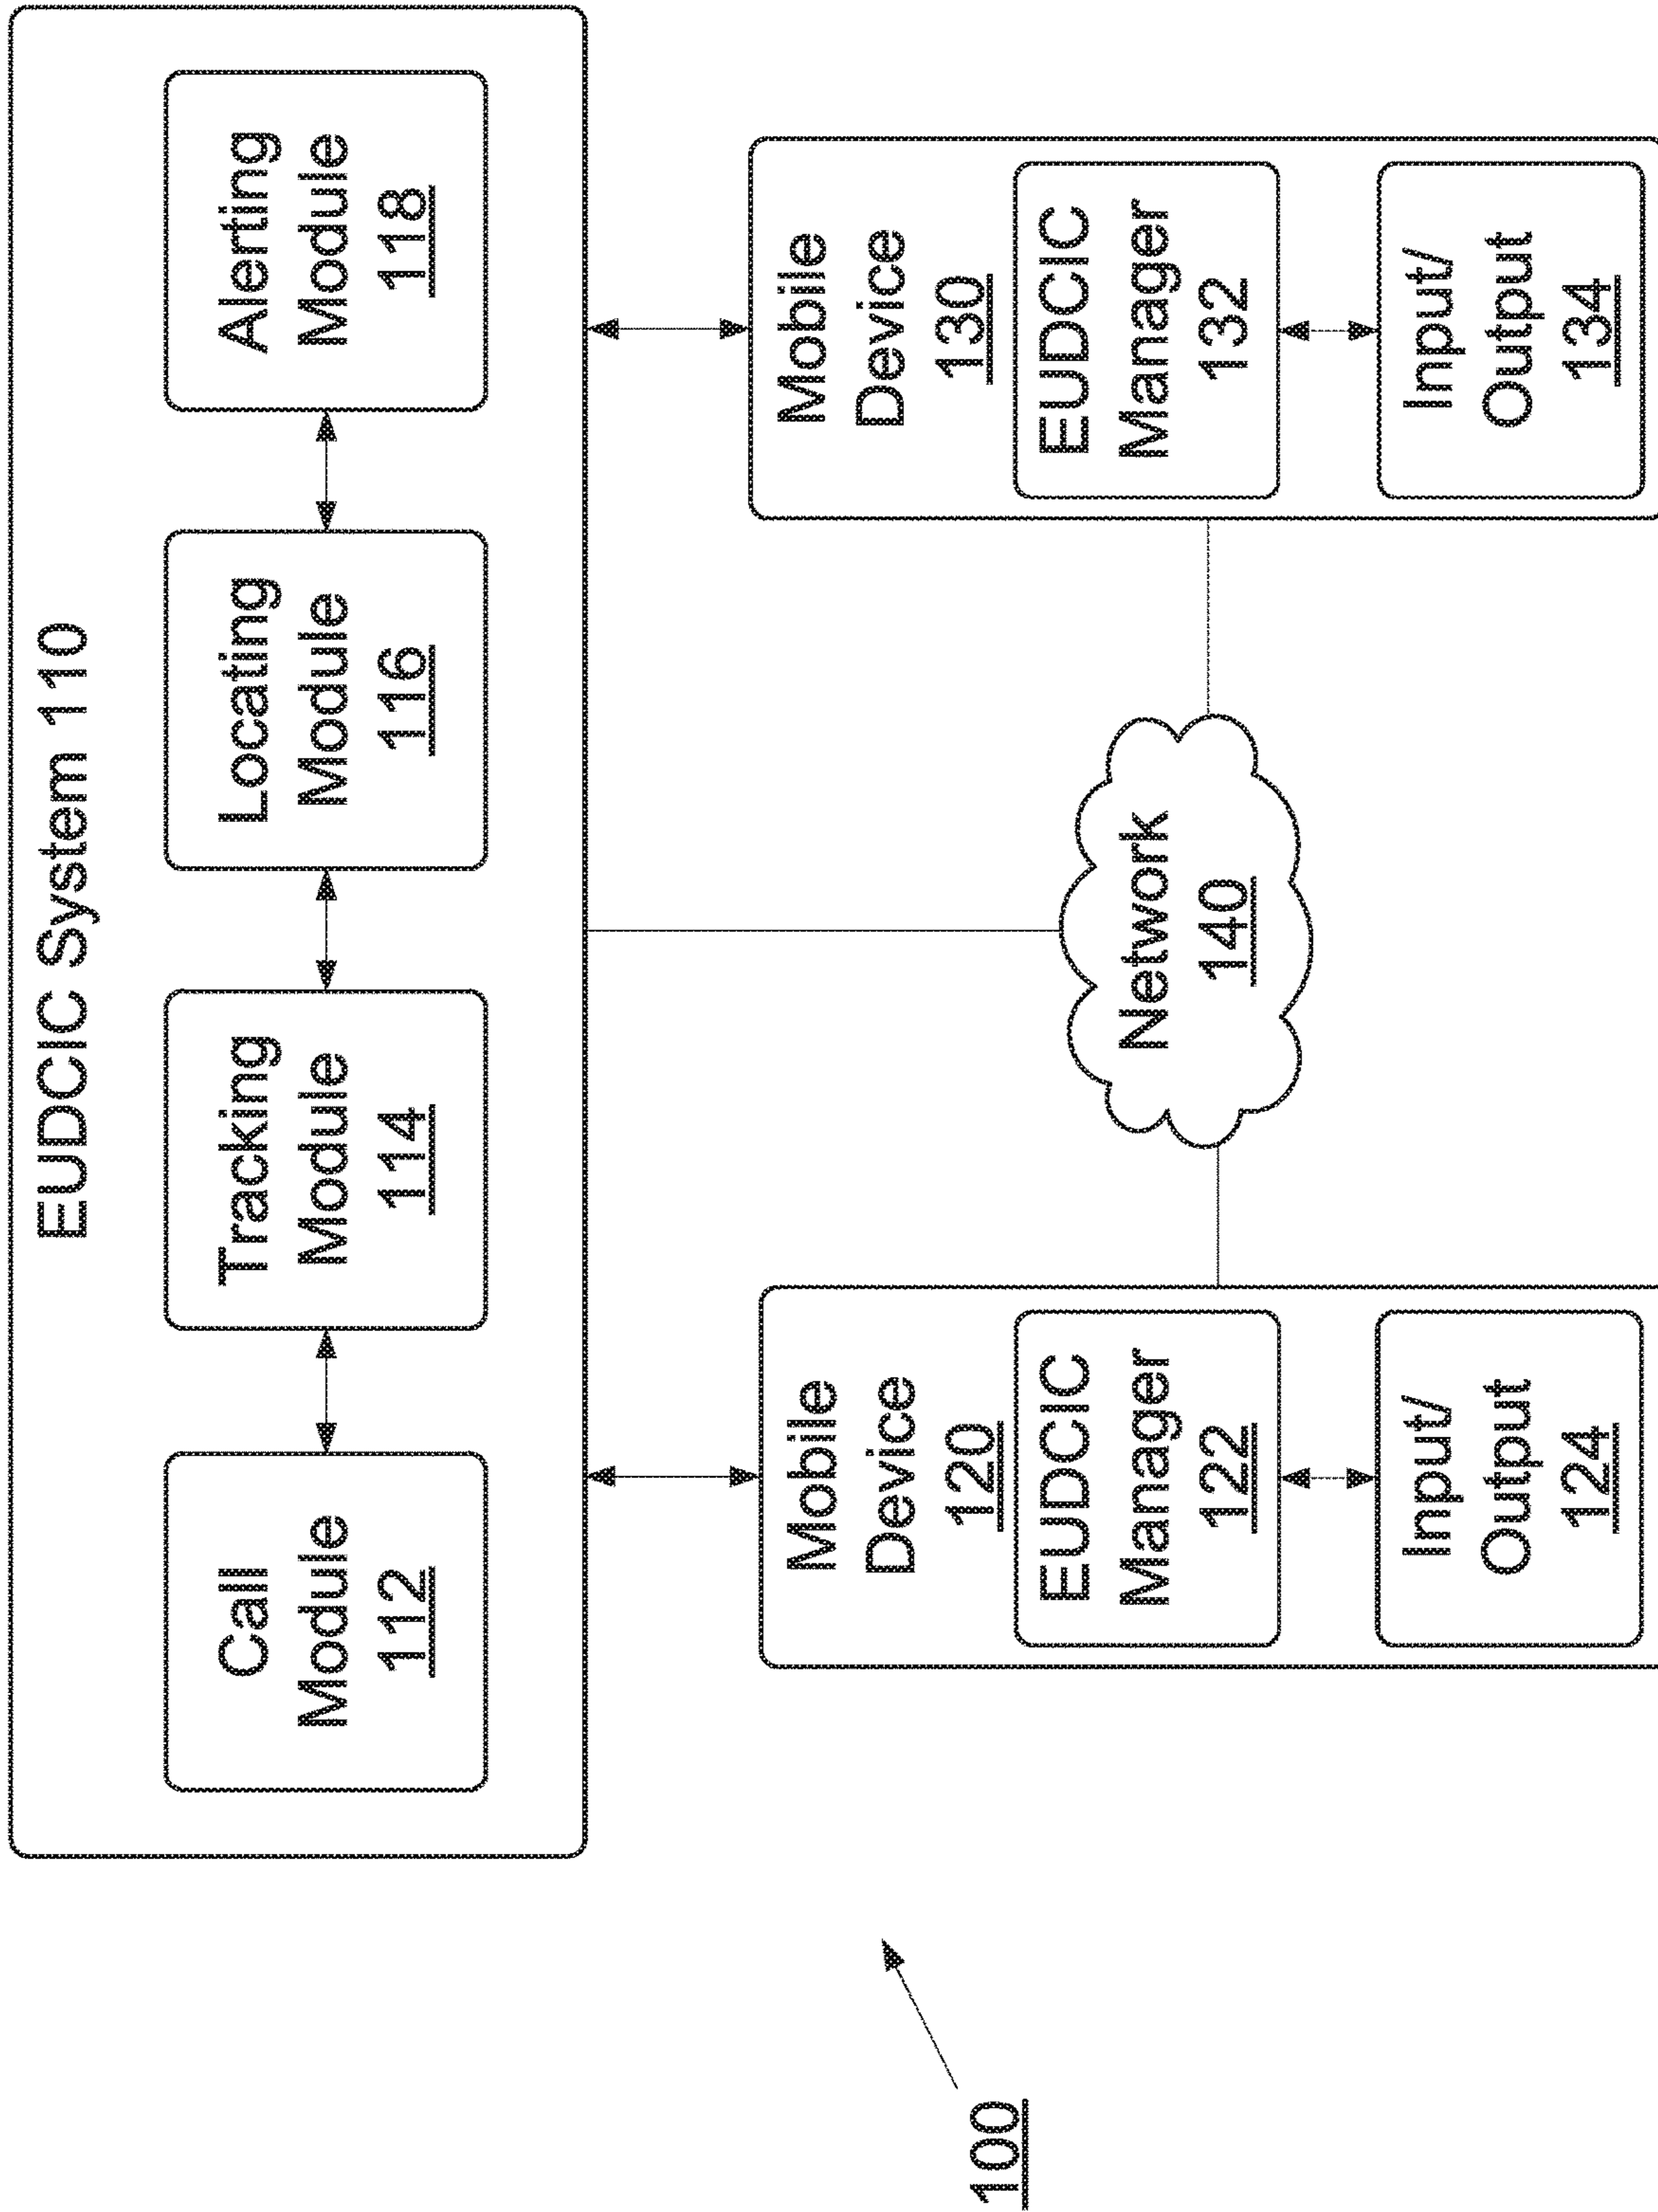 EUDCIC System 110
Call
Module
112
Tracking
Module
114
Locating
Module
116
Alerting
Module
118
Mobile
Device
120
EUDCIC
Manager
122
Input/
Output
124
Network
140
Mobile
Device
130
EUDCIC
Manager
132
Input/
Output
134
100